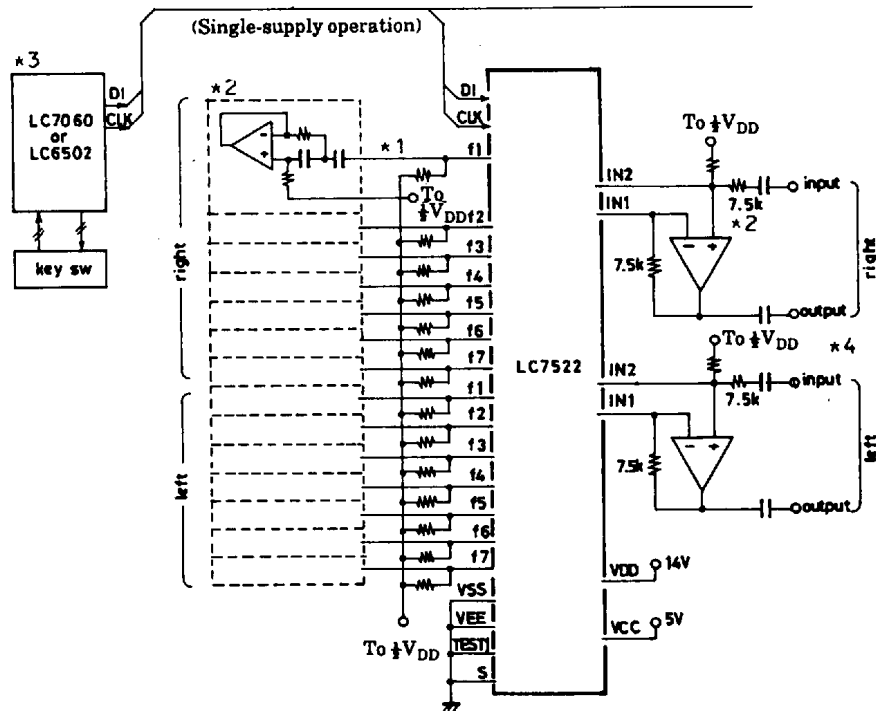 (Single-supply operation)
*3
LC7060
or
LC6502
DI
CLK
key sw
*2
*1
To
½VDD
right
left
DI
CLK
f1
f2
f3
f4
f5
f6
f7
f1
f2
f3
f4
f5
f6
f7
VSS
VEE
TEST1
S
To ½VDD
LC7522
To ½VDD
IN2
7.5k
input
IN1
*2
7.5k
output
right
To ½VDD
*4
IN2
7.5k
input
IN1
7.5k
output
left
VDD
14V
VCC
5V